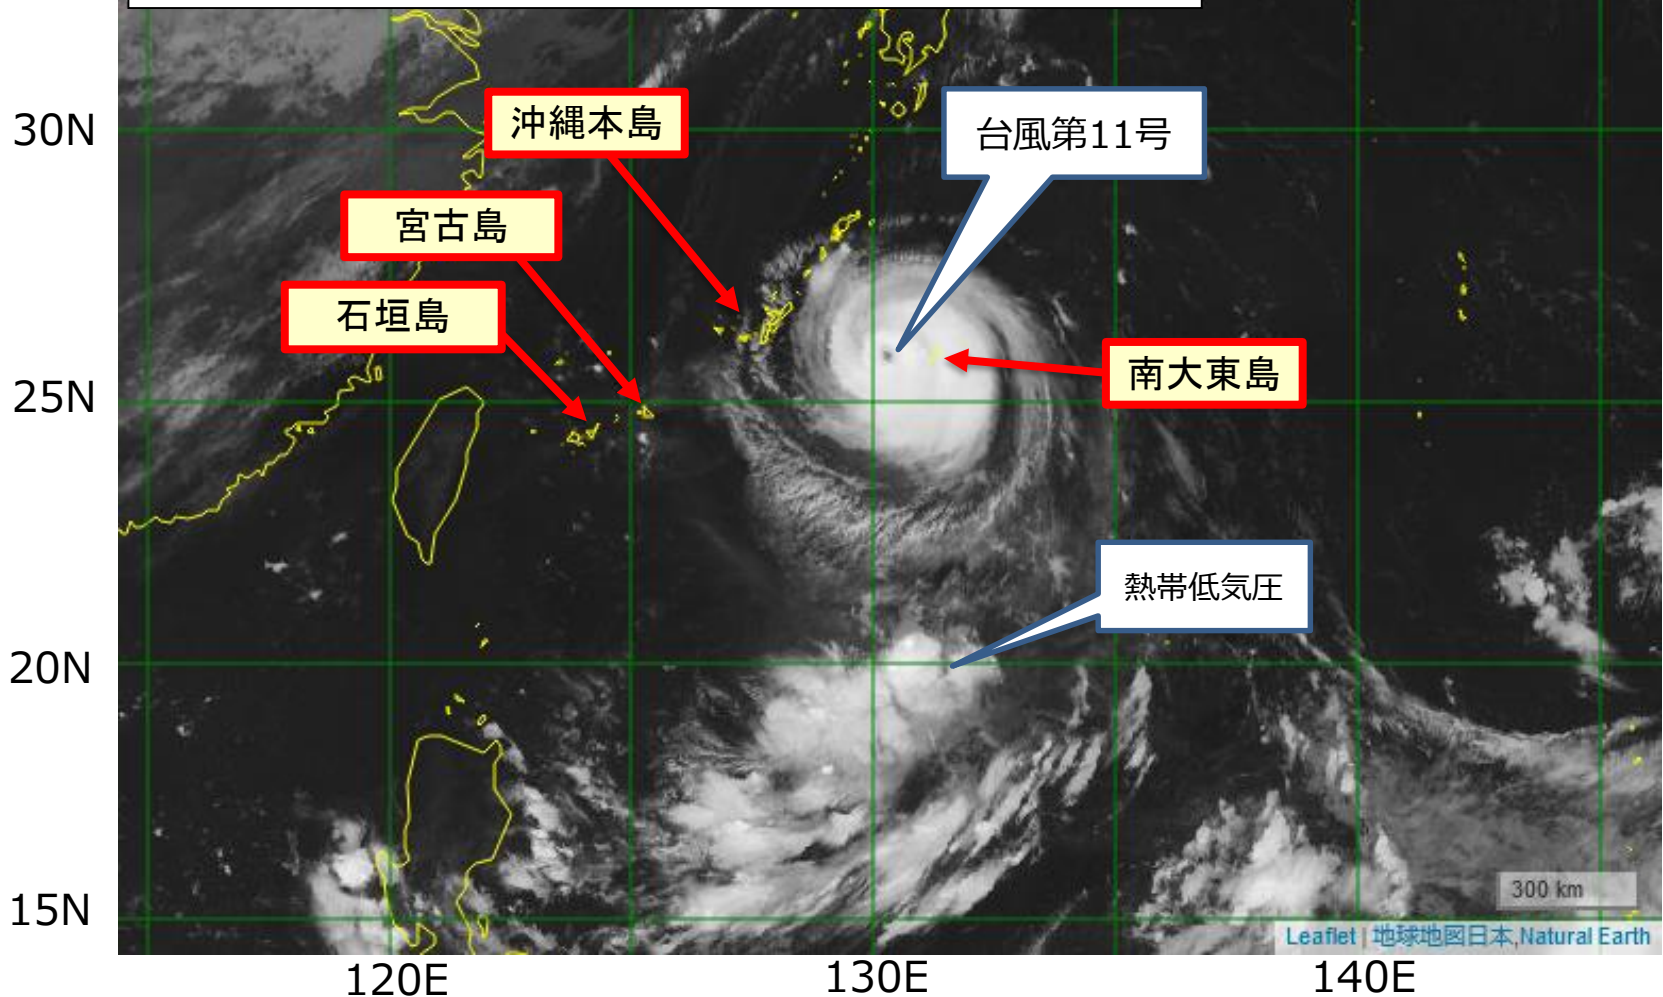 沖縄本島
台風第11号
30N
宮古島
石垣島
南大東島
25N
熱帯低気圧
20N
300 km
15N
Leaflet | 地球地図日本,Natural Earth
120E
130E
140E